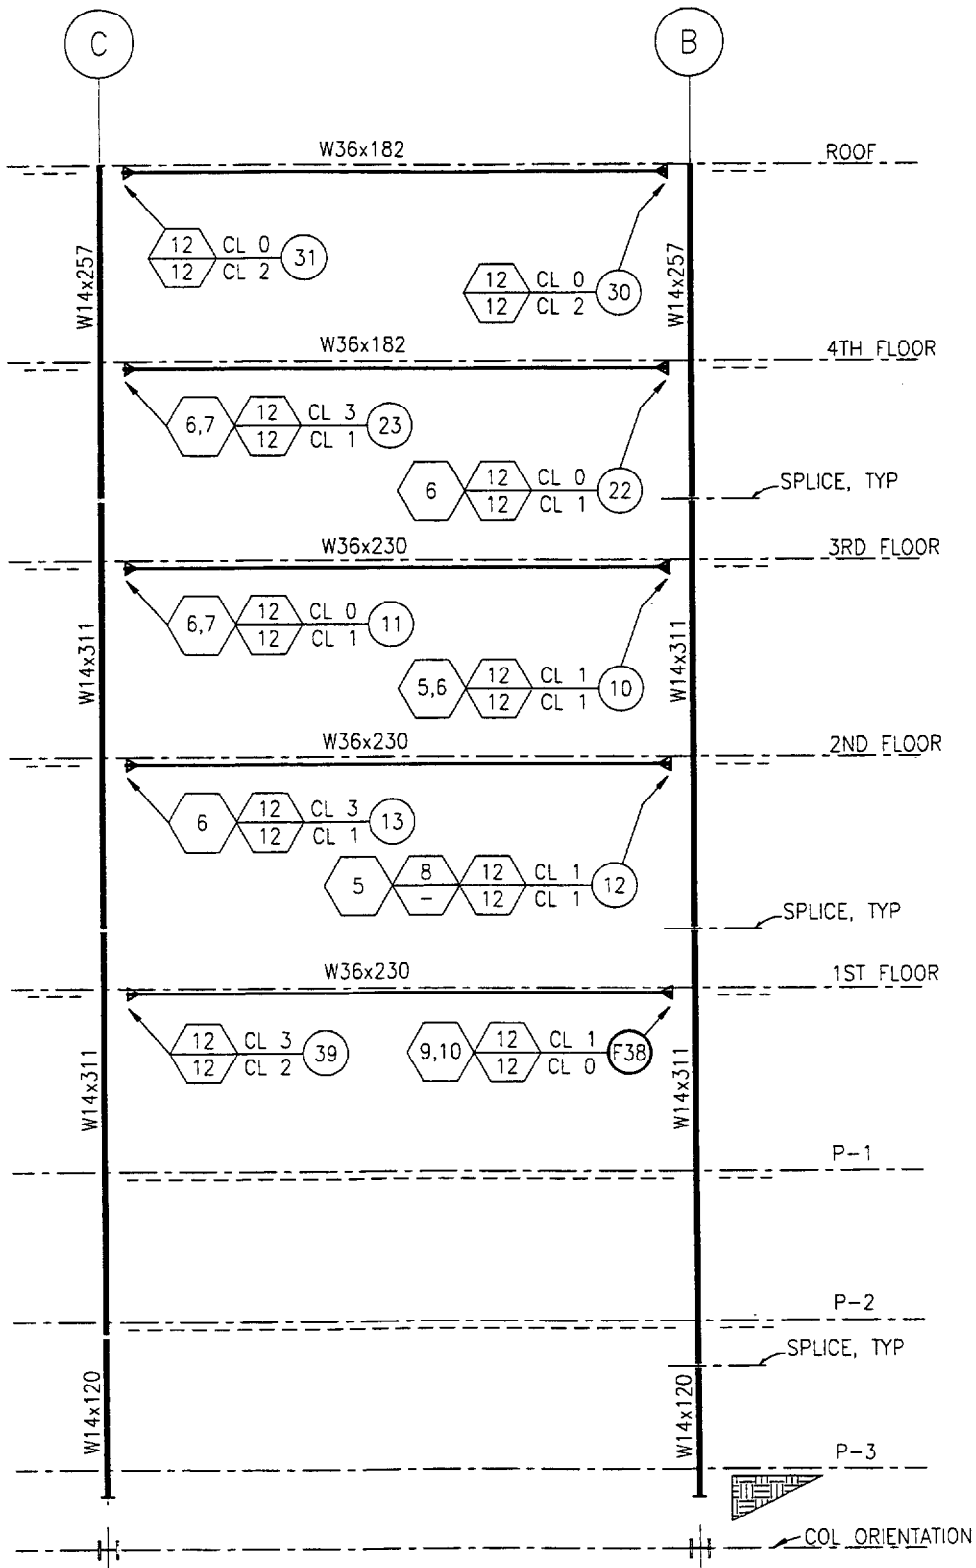 C
B
W36x182
ROOF
W14x257
12 CL 0
12 CL 2
31
12 CL 0
12 CL 2
30
W14x257
W36x182
4TH FLOOR
6,7
12 CL 3
12 CL 1
23
6
12 CL 0
12 CL 1
22
SPLICE, TYP
W36x230
3RD FLOOR
W14x311
6,7
12 CL 0
12 CL 1
11
5,6
12 CL 1
12 CL 1
10
W14x311
W36x230
2ND FLOOR
6
12 CL 3
12 CL 1
13
5
8
-
12 CL 1
12 CL 1
12
SPLICE, TYP
W36x230
1ST FLOOR
W14x311
12 CL 3
12 CL 2
39
9,10
12 CL 1
12 CL 0
F38
W14x311
P-1
P-2
SPLICE, TYP
W14x120
W14x120
P-3
COL ORIENTATION